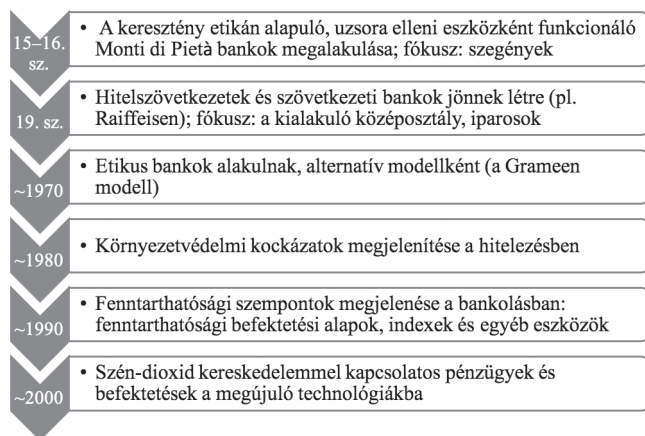 15–16.
sz.
• A keresztény etikán alapuló, uzsora elleni eszközként funkcionáló
Monti di Pietà bankok megalakulása; fókusz: szegények
19. sz.
• Hitelszövetkezetek és szövetkezeti bankok jönnek létre (pl.
Raiffeisen); fókusz: a kialakuló középosztály, iparosok
~1970
• Etikus bankok alakulnak, alternatív modellként (a Grameen
modell)
~1980
• Környezetvédelmi kockázatok megjelenítése a hitelezésben
~1990
• Fenntarthatósági szempontok megjelenése a bankolásban:
fenntarthatósági befektetési alapok, indexek és egyéb eszközök
~2000
• Szén-dioxid kereskedelemmel kapcsolatos pénzügyek és
befektetések a megújuló technológiákba